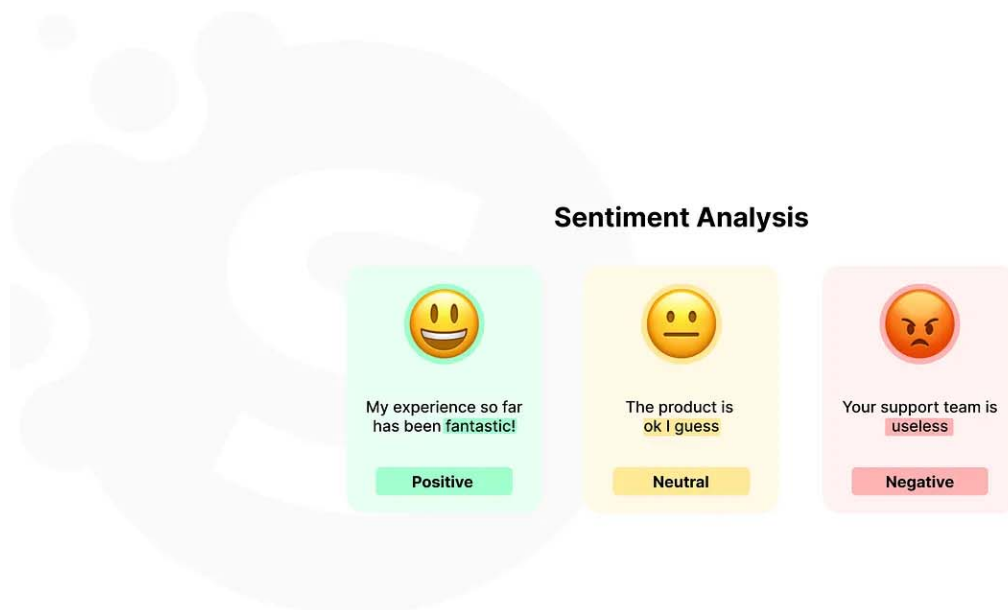 Sentiment Analysis
My experience so far
has been fantastic!
Positive
The product is
ok I guess
Neutral
Your support team is
useless
Negative